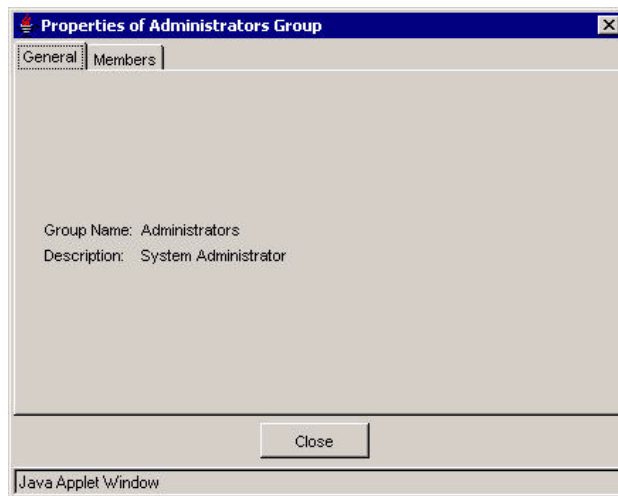 Properties of Administrators Group
General Members
Group Name: Administrators
Description: System Administrator
Close
Java Applet Window